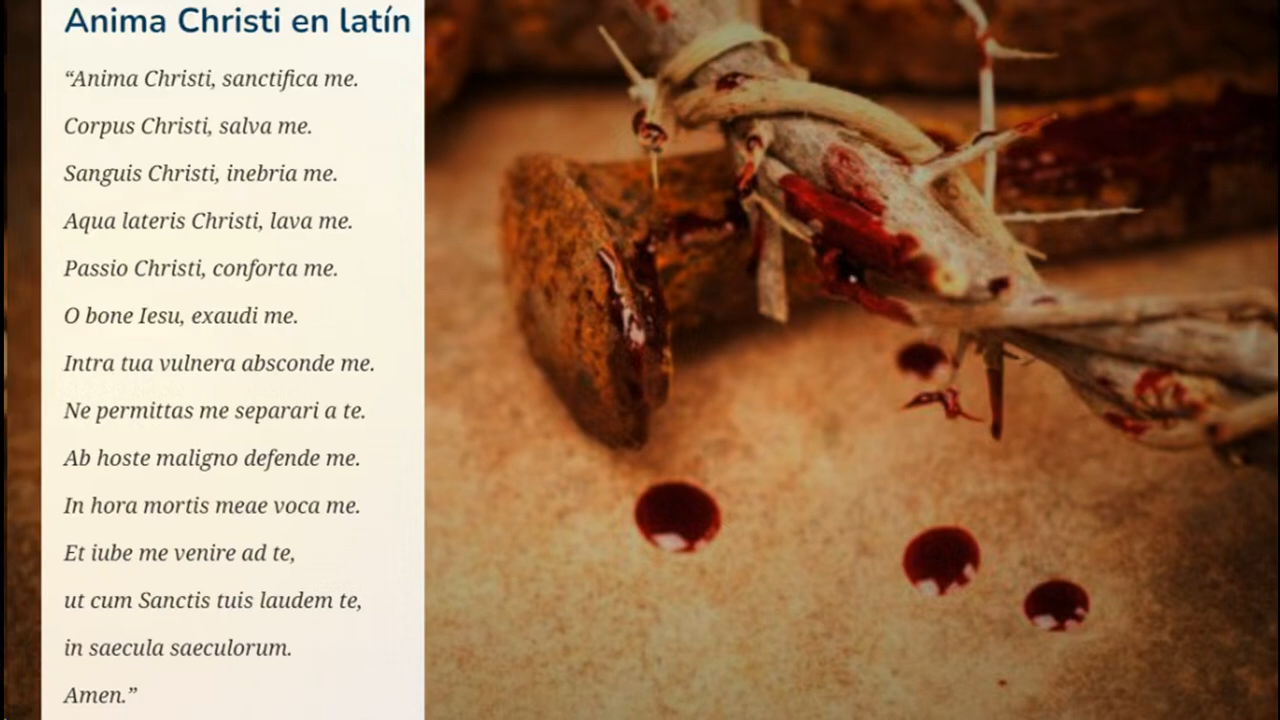 Anima Christi en latín
“Anima Christi, sanctifica me.
Corpus Christi, salva me.
Sanguis Christi, inebria me.
Aqua lateris Christi, lava me.
Passio Christi, conforta me.
O bone Iesu, exaudi me.
Intra tua vulnera absconde me.
Ne permittas me separari a te.
Ab hoste maligno defende me.
In hora mortis meae voca me.
Et iube me venire ad te,
ut cum Sanctis tuis laudem te,
in saecula saeculorum.
Amen.”